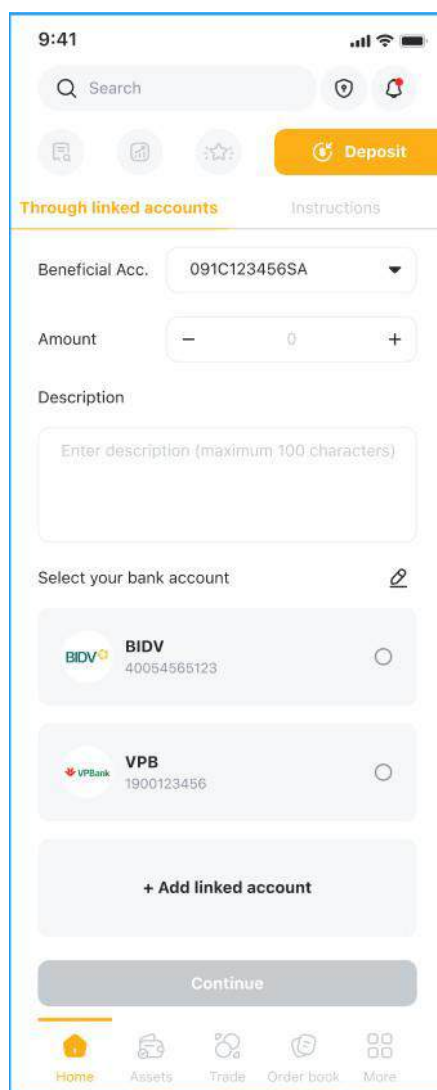 9:41
Search
Deposit
Through linked accounts
Instructions
Beneficial Acc.
091C123456SA
Amount
0
Description
Enter description (maximum 100 characters)
Select your bank account
BIDV
BIDV
40054565123
VPBank
VPB
1900123456
+ Add linked account
Continue
Home
Assets
Trade
Order book
More